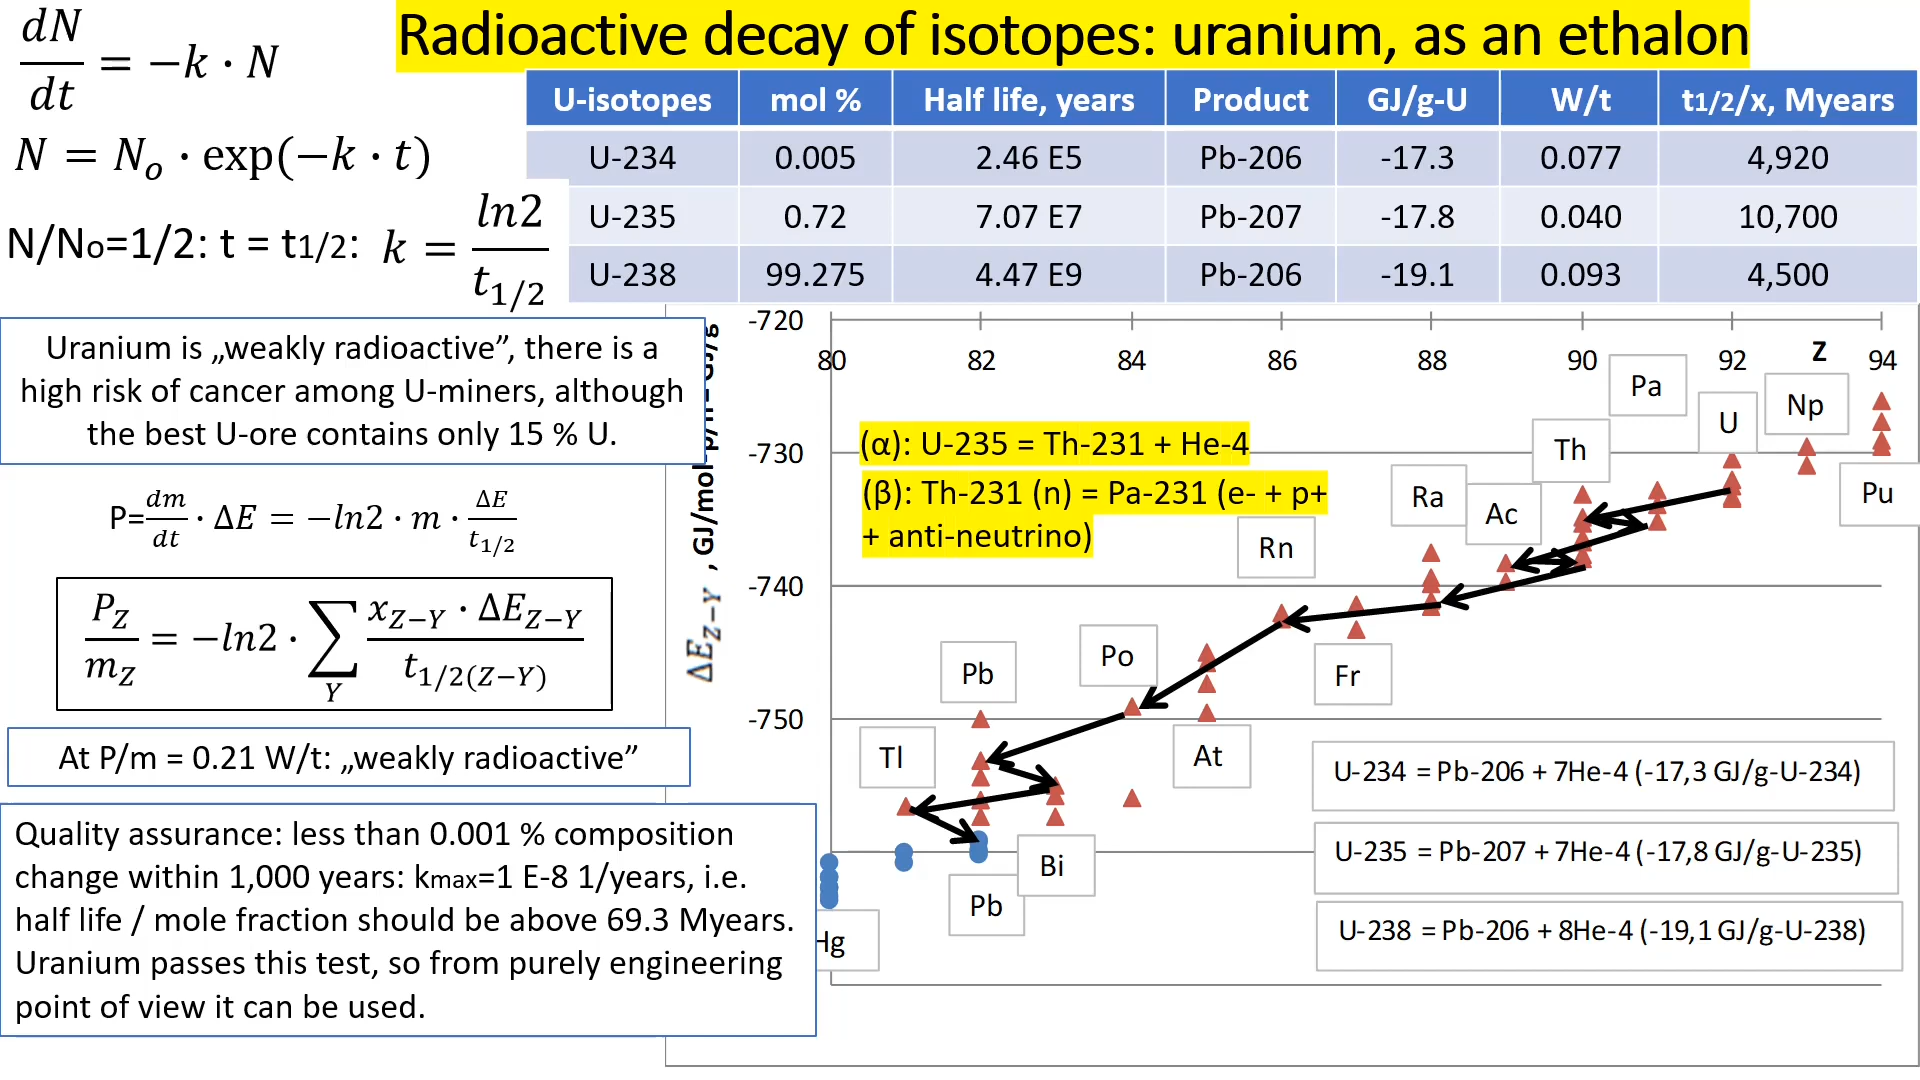 Radioactive decay of isotopes: uranium, as an ethalon
dN/dt = −k · N
N = Nₒ · exp(−k · t)
N/No=1/2: t = t1/2: k = ln2/t₁/₂
U-isotopes mol % Half life, years Product GJ/g-U W/t t1/2/x, Myears
U-234 0.005 2.46 E5 Pb-206 -17.3 0.077 4,920
U-235 0.72 7.07 E7 Pb-207 -17.8 0.040 10,700
U-238 99.275 4.47 E9 Pb-206 -19.1 0.093 4,500
Uranium is „weakly radioactive”, there is a
high risk of cancer among U-miners, although
the best U-ore contains only 15 % U.
P=dm/dt · ΔE = −ln2 · m · ΔE/t₁/₂
P_Z/m_Z = −ln2 · ∑_Y x_Z−Y · ΔE_Z−Y / t₁/₂(Z−Y)
At P/m = 0.21 W/t: „weakly radioactive”
Quality assurance: less than 0.001 % composition
change within 1,000 years: kmax=1 E-8 1/years, i.e.
half life / mole fraction should be above 69.3 Myears.
Uranium passes this test, so from purely engineering
point of view it can be used.
ΔE_Z−Y , GJ/mol
-720
-730
-740
-750
80 82 84 86 88 90 92 Z 94
(α): U-235 = Th-231 + He-4
(β): Th-231 (n) = Pa-231 (e- + p+
+ anti-neutrino)
Pa
Np
U
Th
Pu
Ra
Ac
Rn
Fr
Po
Pb
At
Tl
Bi
Pb
Hg
U-234 = Pb-206 + 7He-4 (-17,3 GJ/g-U-234)
U-235 = Pb-207 + 7He-4 (-17,8 GJ/g-U-235)
U-238 = Pb-206 + 8He-4 (-19,1 GJ/g-U-238)